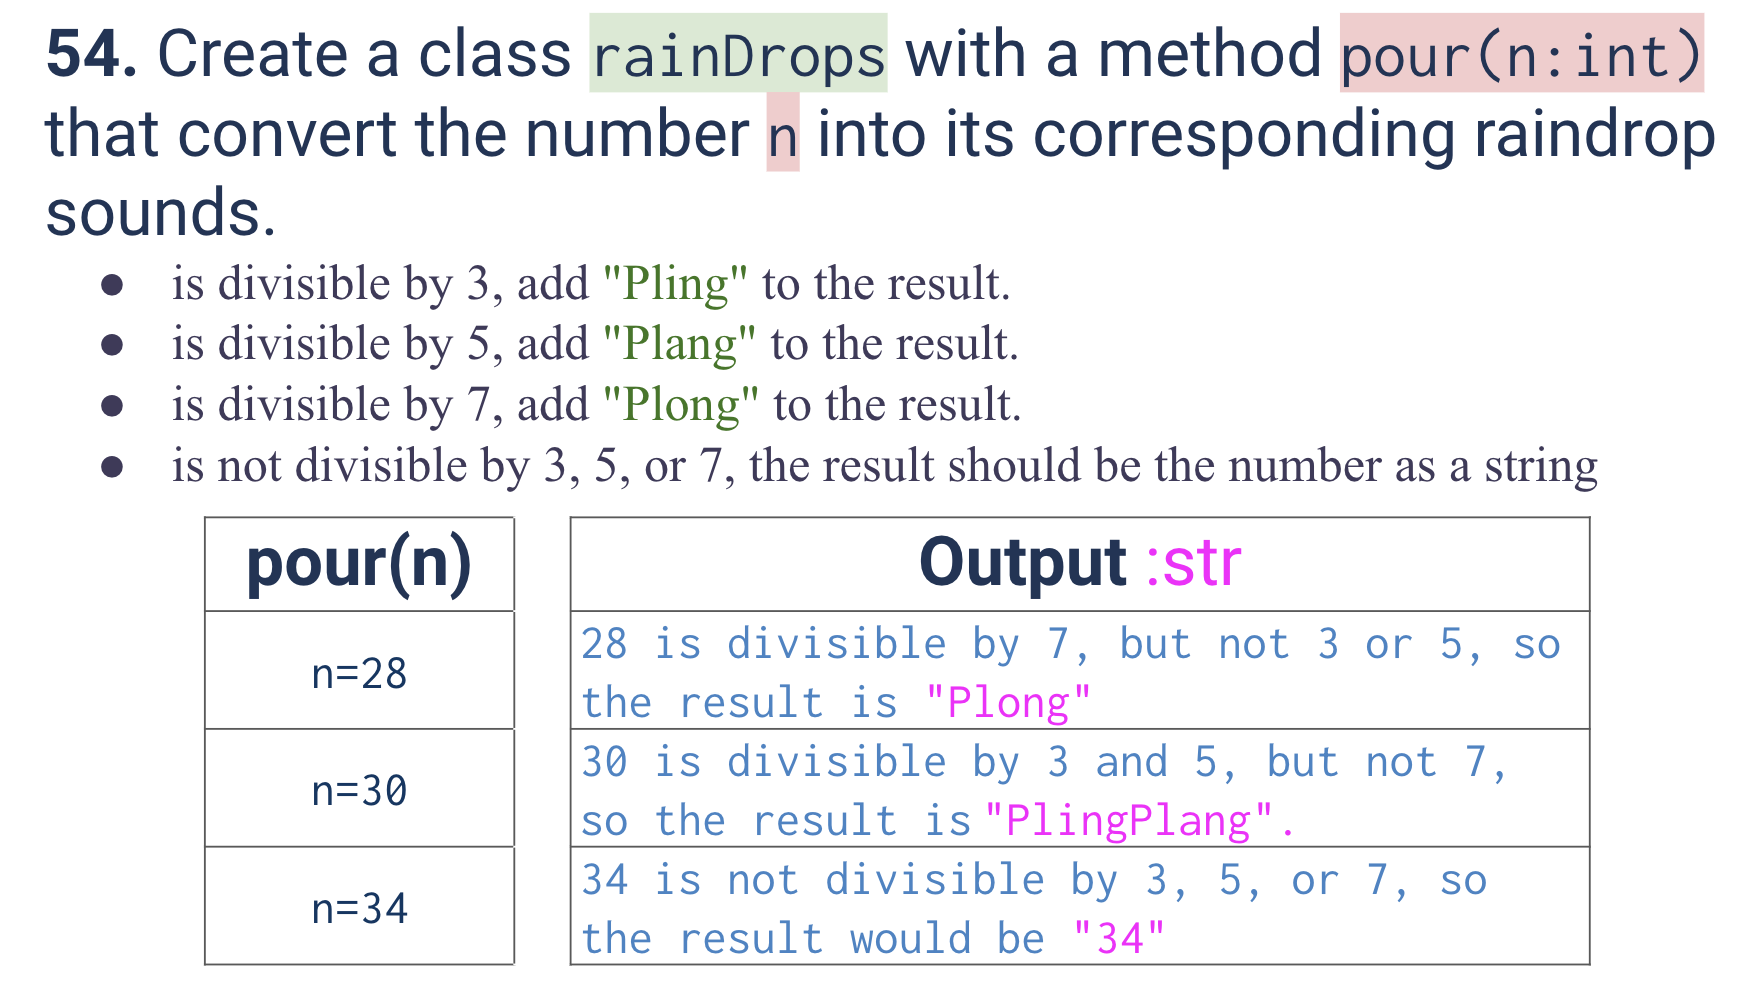 54. Create a class rainDrops with a method pour(n:int)
that convert the number n into its corresponding raindrop
sounds.
● is divisible by 3, add "Pling" to the result.
● is divisible by 5, add "Plang" to the result.
● is divisible by 7, add "Plong" to the result.
● is not divisible by 3, 5, or 7, the result should be the number as a string
pour(n)
Output :str
n=28
28 is divisible by 7, but not 3 or 5, so
the result is "Plong"
n=30
30 is divisible by 3 and 5, but not 7,
so the result is "PlingPlang".
n=34
34 is not divisible by 3, 5, or 7, so
the result would be "34"